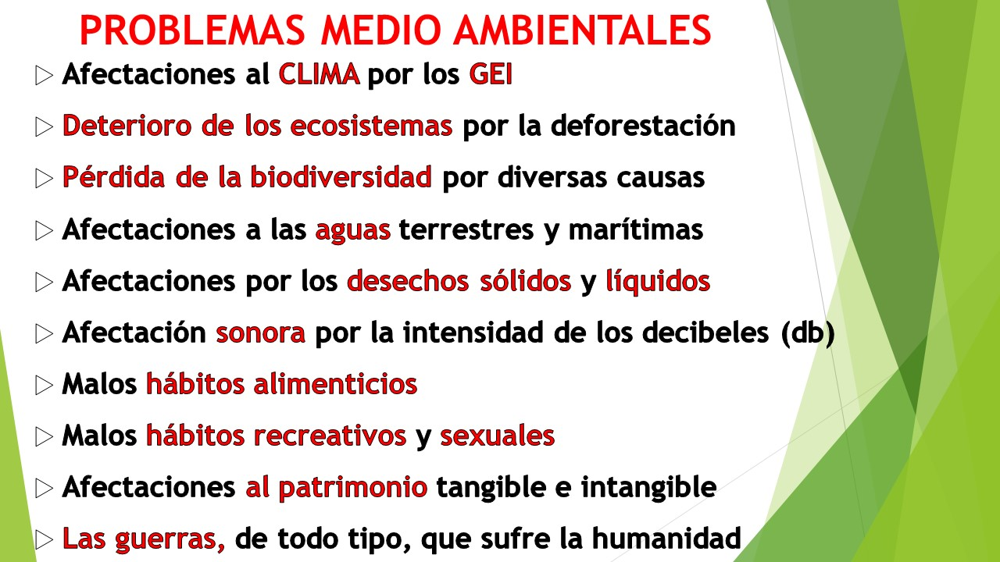 PROBLEMAS MEDIO AMBIENTALES
Afectaciones al CLIMA por los GEI
Deterioro de los ecosistemas por la deforestación
Pérdida de la biodiversidad por diversas causas
Afectaciones a las aguas terrestres y marítimas
Afectaciones por los desechos sólidos y líquidos
Afectación sonora por la intensidad de los decibeles (db)
Malos hábitos alimenticios
Malos hábitos recreativos y sexuales
Afectaciones al patrimonio tangible e intangible
Las guerras, de todo tipo, que sufre la humanidad